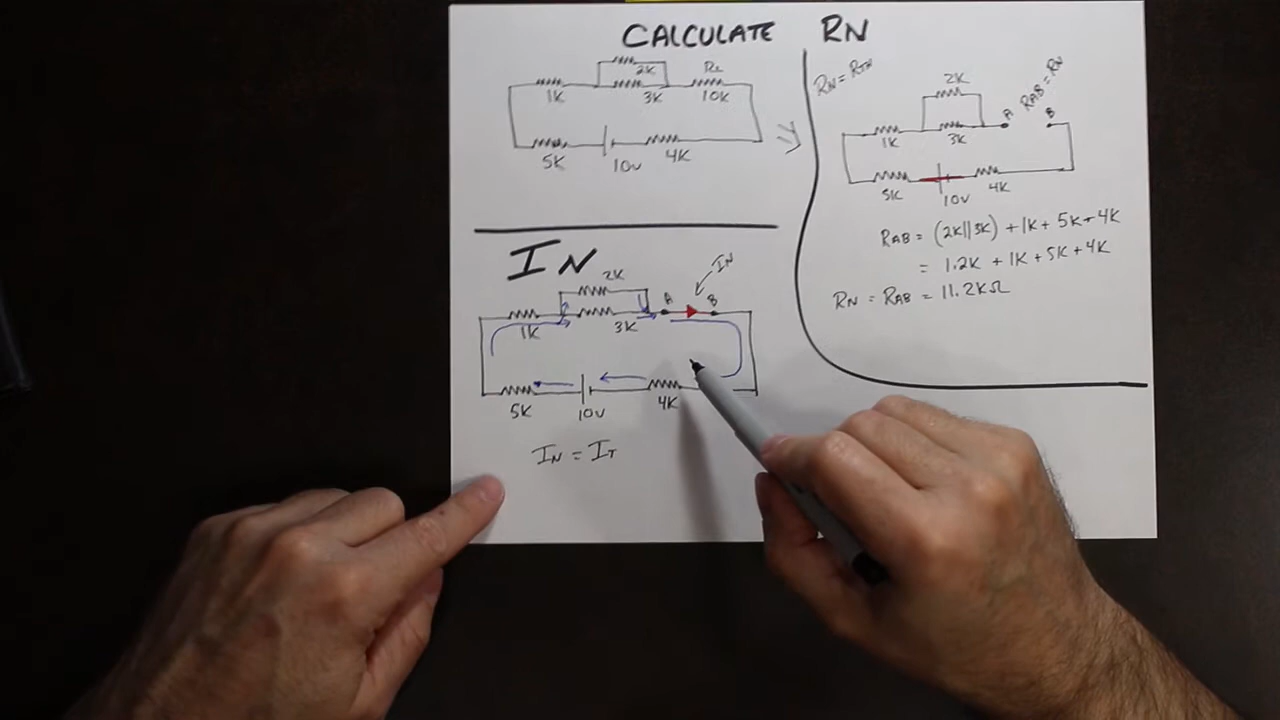 CALCULATE RN
2K
RL
1K
3K
10K
5K
10V
4K
RN = RTH
2K
RAB = RN
A
B
1K
3K
5K
10V
4K
RAB = (2K||3K) + 1K + 5K + 4K
= 1.2K + 1K + 5K + 4K
RN = RAB = 11.2KΩ
IN
2K
IN
A
B
1K
3K
5K
10V
4K
IN = IT